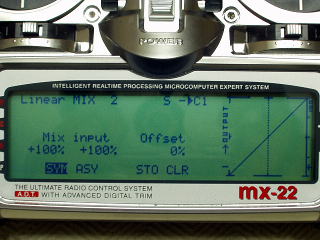 POWER
INTELLIGENT REALTIME PROCESSING MICROCOMPUTER EXPERT SYSTEM
Linear MIX 2 S → C1
OUTPUT
Mix input Offset
+100% +100% 0%
SYM ASY STO CLR
THE ULTIMATE RADIO CONTROL SYSTEM
A.D.T. WITH ADVANCED DIGITAL TRIM
mx-22